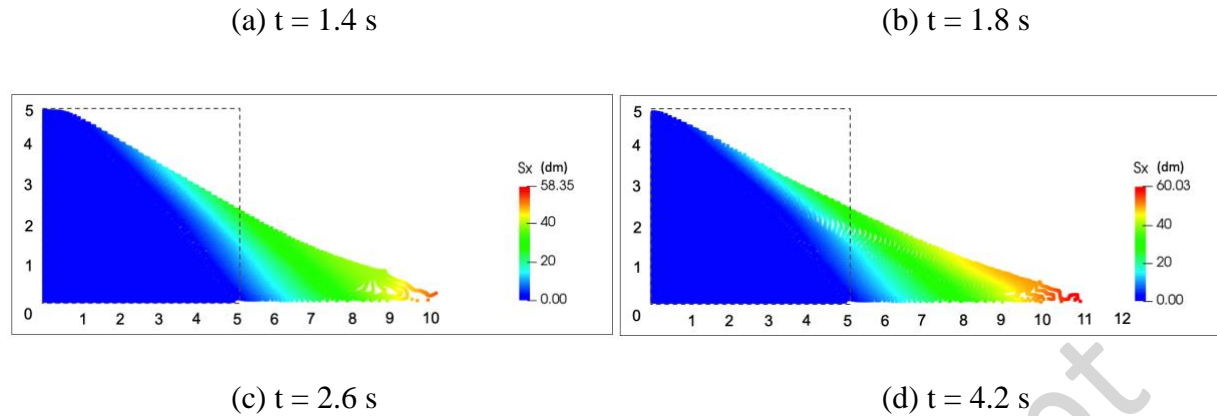 (a) t = 1.4 s
(b) t = 1.8 s
5
4
3
2
1
0
1 2 3 4 5 6 7 8 9 10
Sx (dm)
58.35
40
20
0.00
5
4
3
2
1
0
1 2 3 4 5 6 7 8 9 10 11 12
Sx (dm)
60.03
40
20
0.00
(c) t = 2.6 s
(d) t = 4.2 s
pt